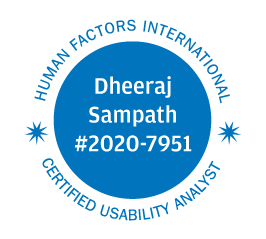 HUMAN FACTORS INTERNATIONAL
Dheeraj
Sampath
#2020-7951
CERTIFIED USABILITY ANALYST